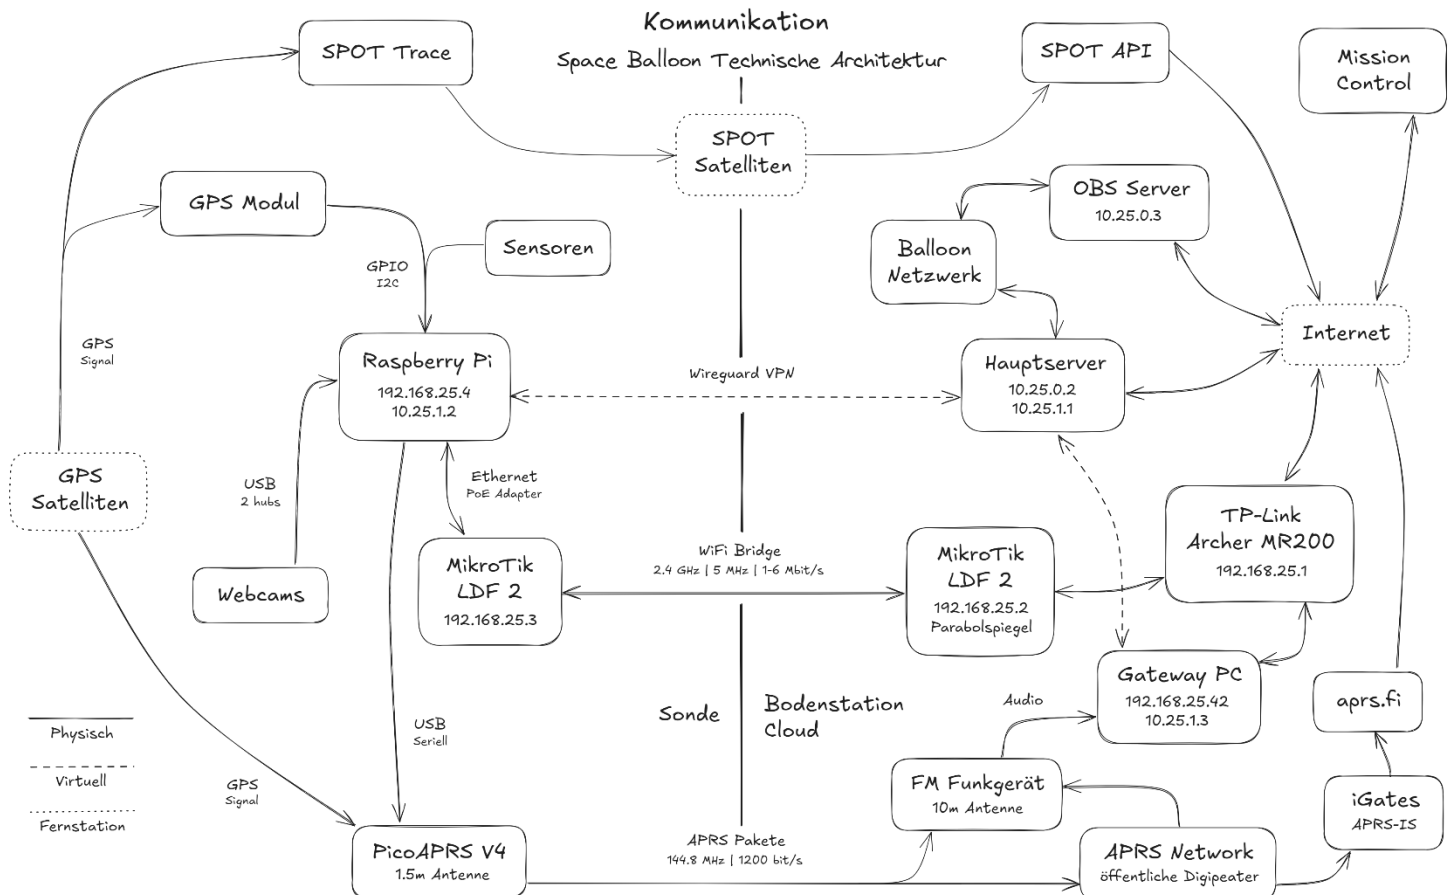 Kommunikation
Space Balloon Technische Architektur
SPOT Trace
SPOT
Satelliten
SPOT API
Mission
Control
GPS Modul
Sensoren
GPIO
I2C
OBS Server
10.25.0.3
Balloon
Netzwerk
Internet
GPS
Signal
Raspberry Pi
192.168.25.4
10.25.1.2
Wireguard VPN
Hauptserver
10.25.0.2
10.25.1.1
GPS
Satelliten
USB
2 hubs
Ethernet
PoE Adapter
Webcams
MikroTik
LDF 2
192.168.25.3
WiFi Bridge
2.4 GHz | 5 MHz | 1-6 Mbit/s
MikroTik
LDF 2
192.168.25.2
Parabolspiegel
TP-Link
Archer MR200
192.168.25.1
Gateway PC
192.168.25.42
10.25.1.3
aprs.fi
Audio
Sonde
Bodenstation
Cloud
Physisch
Virtuell
Fernstation
USB
Seriell
GPS
Signal
FM Funkgerät
10m Antenne
iGates
APRS-IS
PicoAPRS V4
1.5m Antenne
APRS Pakete
144.8 MHz | 1200 bit/s
APRS Network
öffentliche Digipeater